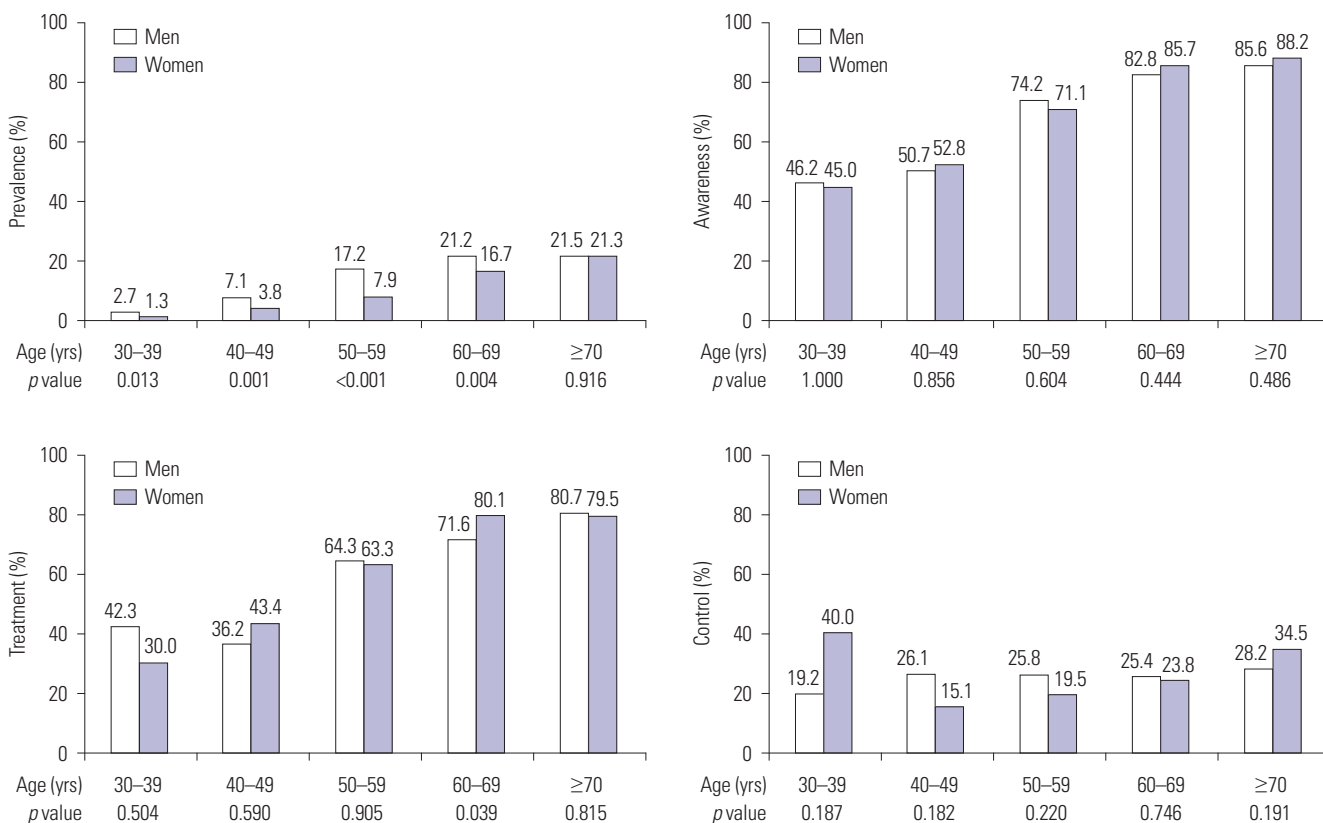 100
80
60
40
20
0
Prevalence (%)
Men
Women
2.7 1.3
7.1 3.8
17.2 7.9
21.2 16.7
21.5 21.3
Age (yrs) 30–39 40–49 50–59 60–69 ≥70
p value 0.013 0.001 <0.001 0.004 0.916
100
80
60
40
20
0
Awareness (%)
Men
Women
46.2 45.0
50.7 52.8
74.2 71.1
82.8 85.7
85.6 88.2
Age (yrs) 30–39 40–49 50–59 60–69 ≥70
p value 1.000 0.856 0.604 0.444 0.486
100
80
60
40
20
0
Treatment (%)
Men
Women
42.3 30.0
36.2 43.4
64.3 63.3
71.6 80.1
80.7 79.5
Age (yrs) 30–39 40–49 50–59 60–69 ≥70
p value 0.504 0.590 0.905 0.039 0.815
100
80
60
40
20
0
Control (%)
Men
Women
19.2 40.0
26.1 15.1
25.8 19.5
25.4 23.8
28.2 34.5
Age (yrs) 30–39 40–49 50–59 60–69 ≥70
p value 0.187 0.182 0.220 0.746 0.191